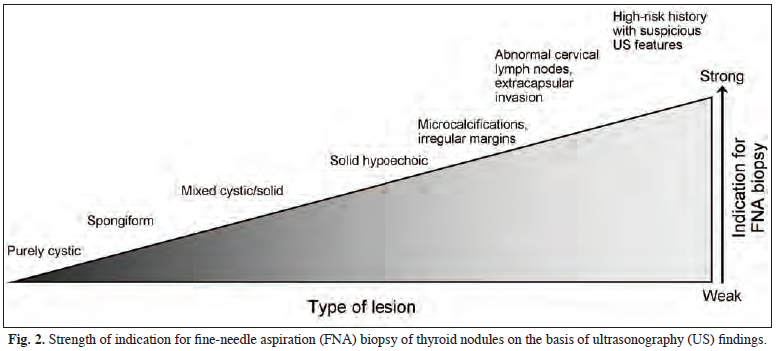 High-risk history
with suspicious
US features
Abnormal cervical
lymph nodes,
extracapsular
invasion
Strong
Microcalcifications,
irregular margins
Solid hypoechoic
Mixed cystic/solid
Spongiform
Purely cystic
Indication for
FNA biopsy
Weak
Type of lesion
Fig. 2. Strength of indication for fine-needle aspiration (FNA) biopsy of thyroid nodules on the basis of ultrasonography (US) findings.